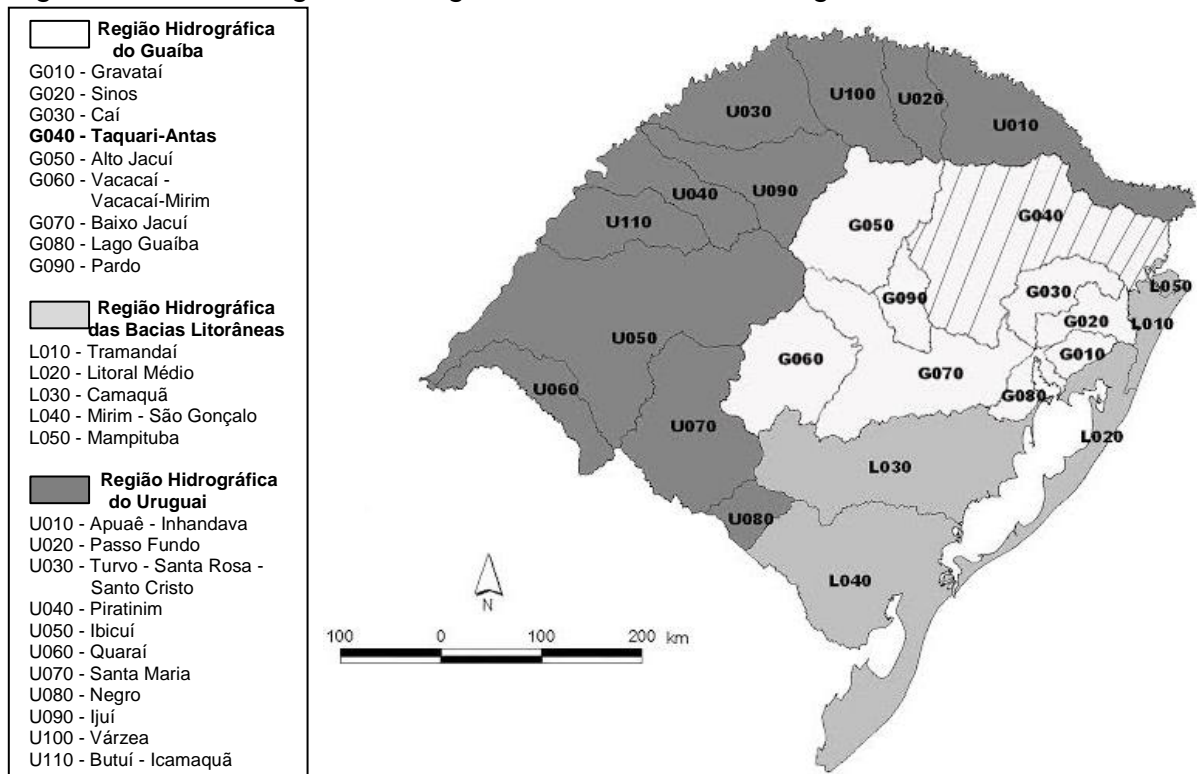 Região Hidrográfica
do Guaíba
G010 - Gravataí
G020 - Sinos
G030 - Caí
G040 - Taquari-Antas
G050 - Alto Jacuí
G060 - Vacacaí -
Vacacaí-Mirim
G070 - Baixo Jacuí
G080 - Lago Guaíba
G090 - Pardo
Região Hidrográfica
das Bacias Litorâneas
L010 - Tramandaí
L020 - Litoral Médio
L030 - Camaquã
L040 - Mirim - São Gonçalo
L050 - Mampituba
Região Hidrográfica
do Uruguai
U010 - Apuaê - Inhandava
U020 - Passo Fundo
U030 - Turvo - Santa Rosa -
Santo Cristo
U040 - Piratinim
U050 - Ibicuí
U060 - Quaraí
U070 - Santa Maria
U080 - Negro
U090 - Ijuí
U100 - Várzea
U110 - Butuí - Icamaquã
U030
U100
U020
U010
U040
U090
U110
G050
G040
G090
G030
L050
G020
L010
U050
G010
G060
G070
U060
G080
U070
L020
L030
U080
L040
N
100 0 100 200 km